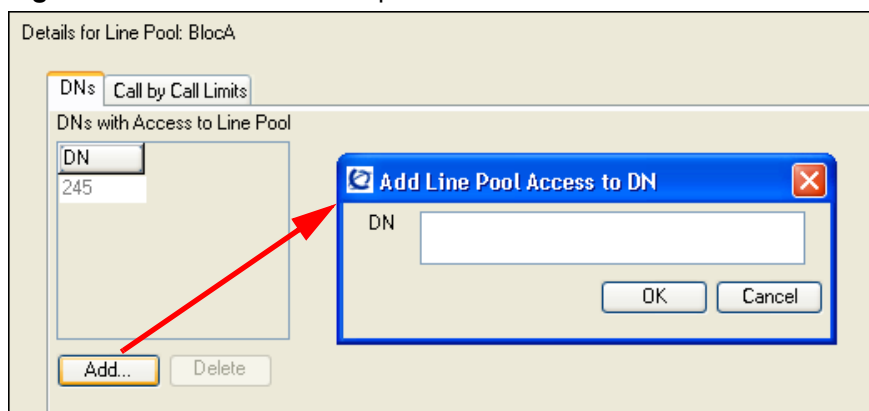 Details for Line Pool: BlocA
DNs Call by Call Limits
DNs with Access to Line Pool
DN
245
Add Line Pool Access to DN
DN
OK Cancel
Add... Delete